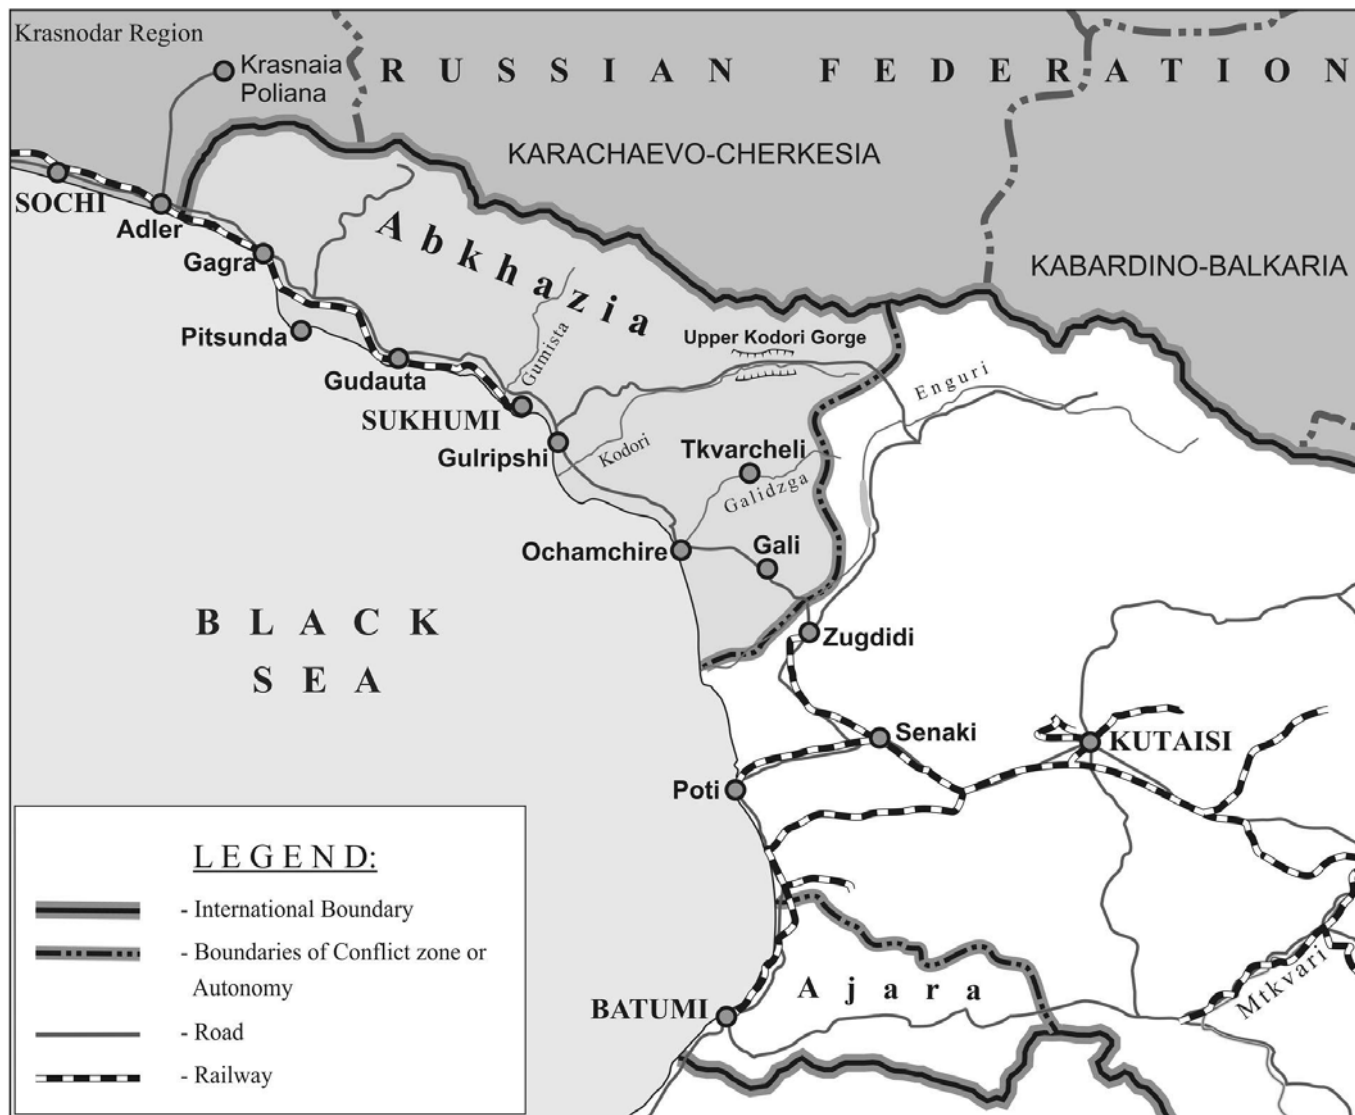 Krasnodar Region
Krasnaia
Poliana
RUSSIAN FEDERATION
KARACHAEVO-CHERKESIA
SOCHI
Adler
Abkhazia
Gagra
KABARDINO-BALKARIA
Pitsunda
Gumista
Upper Kodori Gorge
Gudauta
Enguri
SUKHUMI
Gulripshi
Kodori
Tkvarcheli
Galidzga
Ochamchire
Gali
BLACK
SEA
Zugdidi
Senaki
KUTAISI
Poti
LEGEND:
- International Boundary
- Boundaries of Conflict zone or
Autonomy
- Road
- Railway
Ajara
Mtkvari
BATUMI